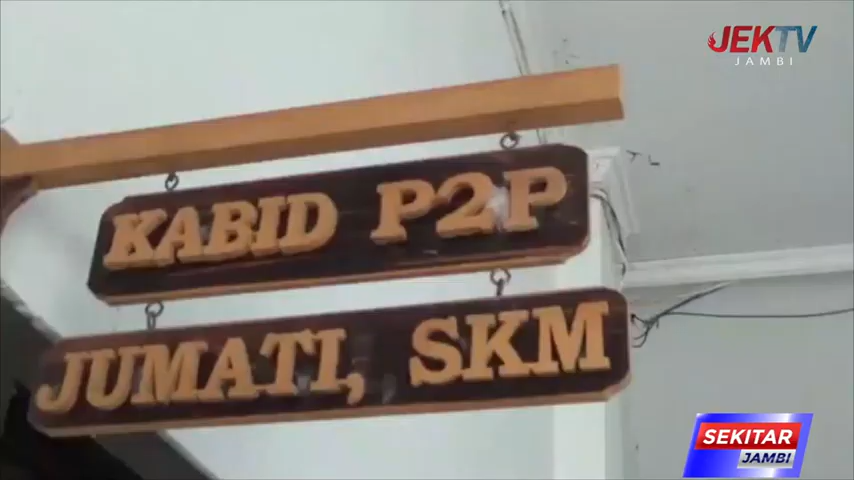 JEKTV
JAMBI
KABID P2P
JUMATI, SKM
SEKITAR
JAMBI